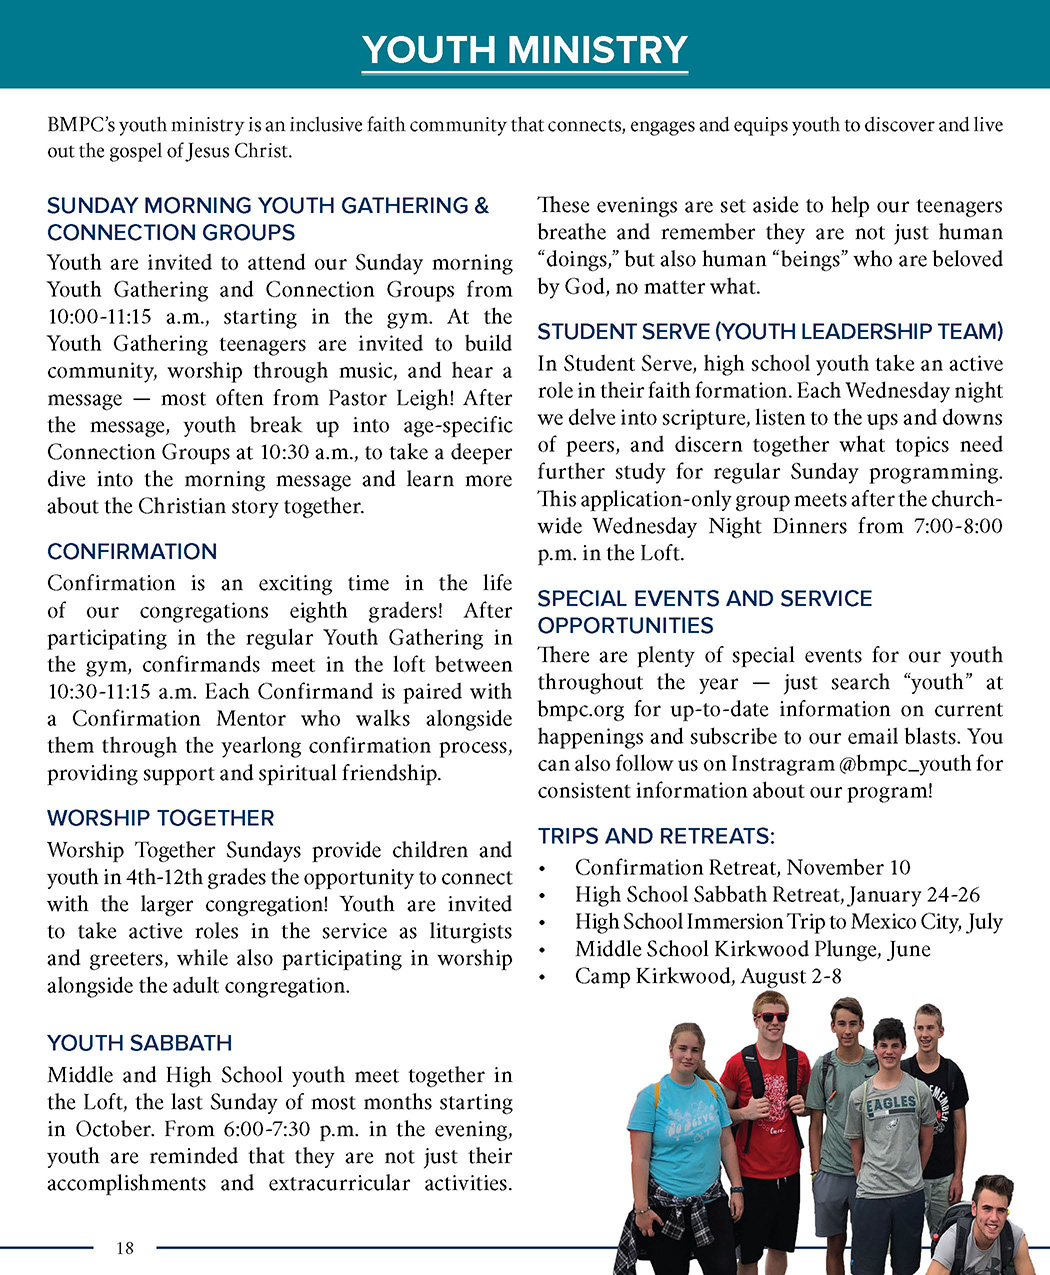 YOUTH MINISTRY
BMPC’s youth ministry is an inclusive faith community that connects, engages and equips youth to discover and live
out the gospel of Jesus Christ.
SUNDAY MORNING YOUTH GATHERING &
CONNECTION GROUPS
Youth are invited to attend our Sunday morning
Youth Gathering and Connection Groups from
10:00-11:15 a.m., starting in the gym. At the
Youth Gathering teenagers are invited to build
community, worship through music, and hear a
message — most often from Pastor Leigh! After
the message, youth break up into age-specific
Connection Groups at 10:30 a.m., to take a deeper
dive into the morning message and learn more
about the Christian story together.
CONFIRMATION
Confirmation is an exciting time in the life
of our congregations eighth graders! After
participating in the regular Youth Gathering in
the gym, confirmands meet in the loft between
10:30-11:15 a.m. Each Confirmand is paired with
a Confirmation Mentor who walks alongside
them through the yearlong confirmation process,
providing support and spiritual friendship.
WORSHIP TOGETHER
Worship Together Sundays provide children and
youth in 4th-12th grades the opportunity to connect
with the larger congregation! Youth are invited
to take active roles in the service as liturgists
and greeters, while also participating in worship
alongside the adult congregation.
YOUTH SABBATH
Middle and High School youth meet together in
the Loft, the last Sunday of most months starting
in October. From 6:00-7:30 p.m. in the evening,
youth are reminded that they are not just their
accomplishments and extracurricular activities.
These evenings are set aside to help our teenagers
breathe and remember they are not just human
“doings,” but also human “beings” who are beloved
by God, no matter what.
STUDENT SERVE (YOUTH LEADERSHIP TEAM)
In Student Serve, high school youth take an active
role in their faith formation. Each Wednesday night
we delve into scripture, listen to the ups and downs
of peers, and discern together what topics need
further study for regular Sunday programming.
This application-only group meets after the church-
wide Wednesday Night Dinners from 7:00-8:00
p.m. in the Loft.
SPECIAL EVENTS AND SERVICE
OPPORTUNITIES
There are plenty of special events for our youth
throughout the year — just search “youth” at
bmpc.org for up-to-date information on current
happenings and subscribe to our email blasts. You
can also follow us on Instragram @bmpc_youth for
consistent information about our program!
TRIPS AND RETREATS:
• Confirmation Retreat, November 10
• High School Sabbath Retreat, January 24-26
• High School Immersion Trip to Mexico City, July
• Middle School Kirkwood Plunge, June
• Camp Kirkwood, August 2-8
EAGLES
18